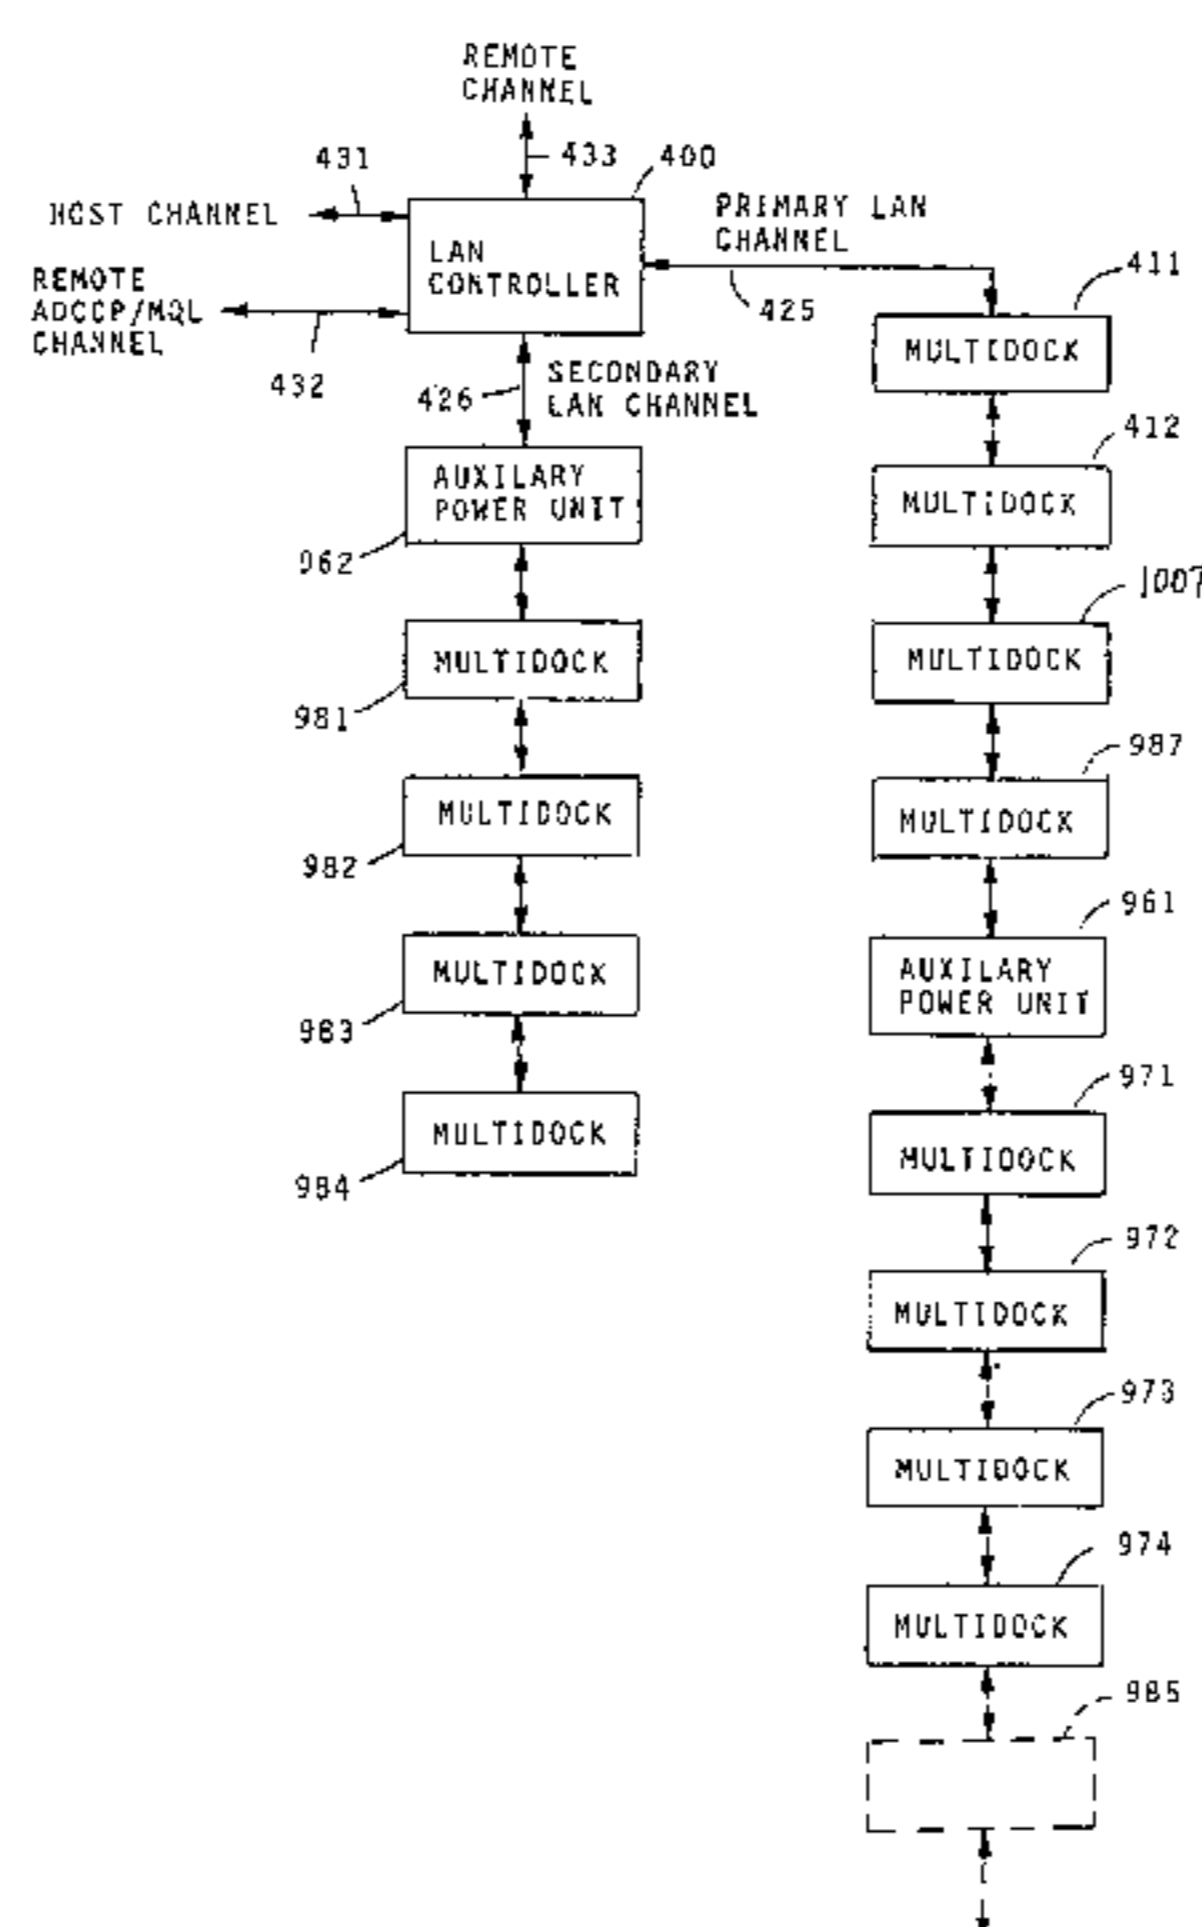 REMOTE
CHANNEL
433
400
431
HOST CHANNEL
LAN
CONTROLLER
PRIMARY LAN
CHANNEL
425
REMOTE
ADCCP/MQL
CHANNEL
432
426
SECONDARY
LAN CHANNEL
AUXILARY
POWER UNIT
962
MULTIDOCK
981
MULTIDOCK
982
MULTIDOCK
983
MULTIDOCK
984
411
MULTIDOCK
412
MULTIDOCK
1007
MULTIDOCK
987
MULTIDOCK
961
AUXILARY
POWER UNIT
971
MULTIDOCK
972
MULTIDOCK
973
MULTIDOCK
974
MULTIDOCK
985